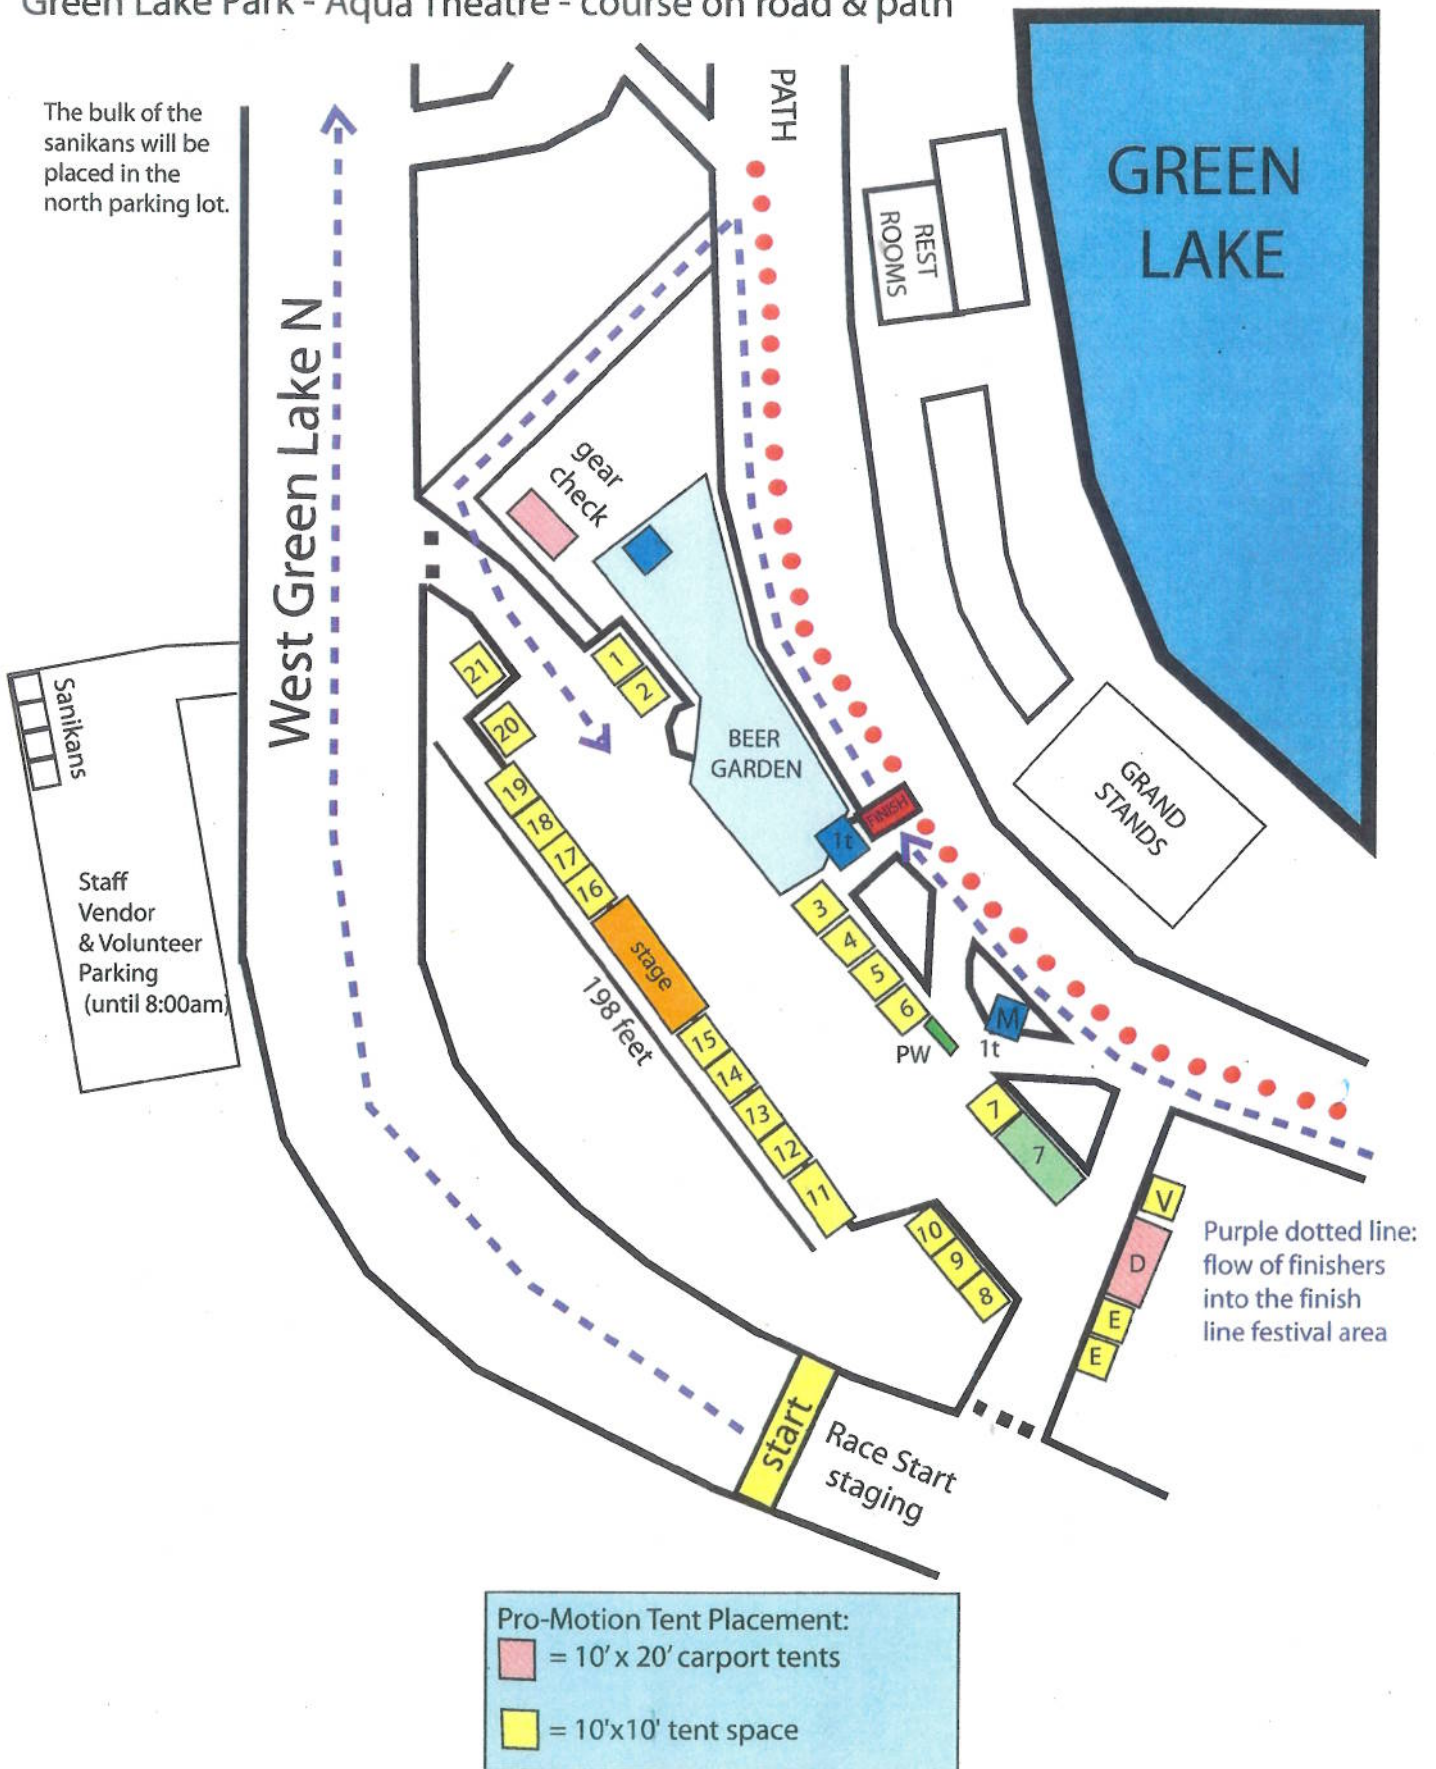 Green Lake Park - Aqua Theatre - course on road & path
The bulk of the
sanikans will be
placed in the
north parking lot.
PATH
GREEN
LAKE
REST
ROOMS
West Green Lake N
gear
check
Sanikans
Staff
Vendor
& Volunteer
Parking
(until 8:00am)
21
20
19
18
17
16
stage
198 feet
15
14
13
12
11
10
9
8
1
2
BEER
GARDEN
FINISH
1t
GRAND
STANDS
3
4
5
6
PW
M
1t
7
7
V
D
E
E
Purple dotted line:
flow of finishers
into the finish
line festival area
start
Race Start
staging
Pro-Motion Tent Placement:
= 10' x 20' carport tents
= 10'x10' tent space